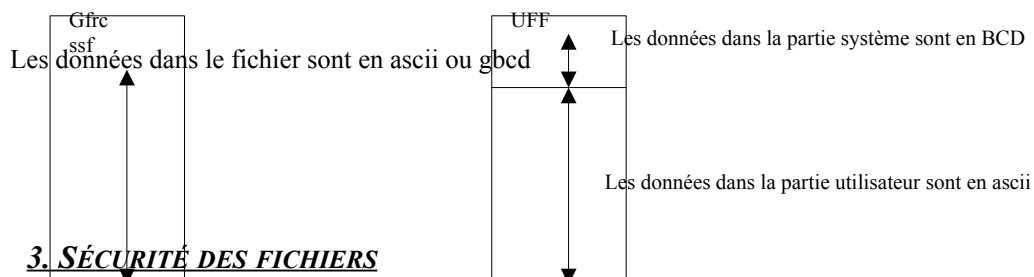 Gfrc
ssf
Les données dans le fichier sont en ascii ou gbcd
UFF
Les données dans la partie système sont en BCD
Les données dans la partie utilisateur sont en ascii
3. SÉCURITÉ DES FICHIERS